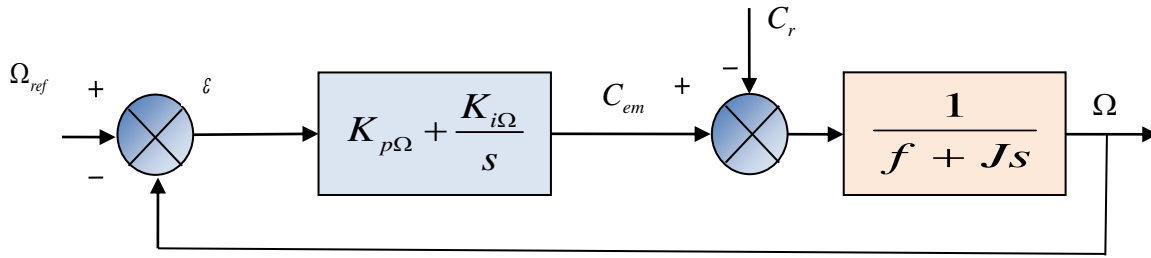 C_r
Ω_ref + ε − C_em + Ω
K_pΩ + K_iΩ / s
1 / (f + Js)
−